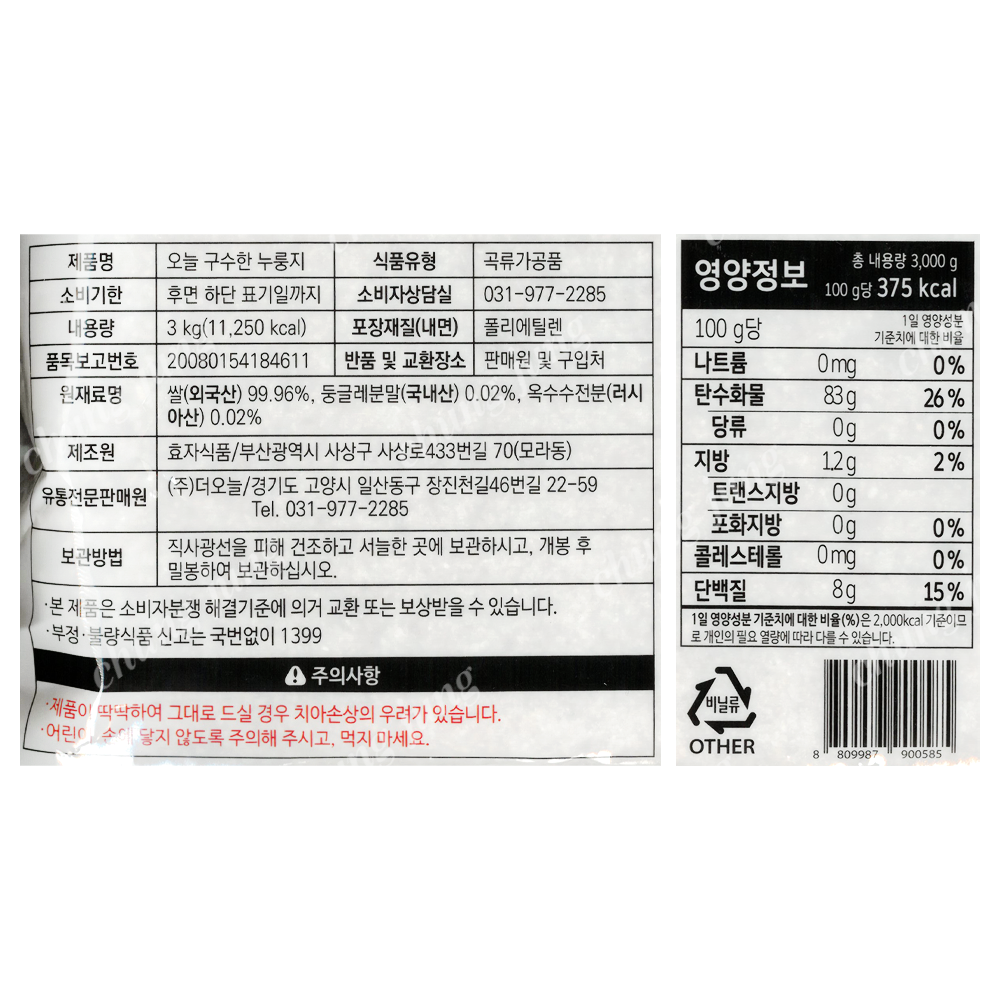 제품명 오늘 구수한 누룽지 식품유형 곡류가공품
소비기한 후면 하단 표기일까지 소비자상담실 031-977-2285
내용량 3 kg(11,250 kcal) 포장재질(내면) 폴리에틸렌
품목보고번호 20080154184611 반품 및 교환장소 판매원 및 구입처
원재료명 쌀(외국산) 99.96%, 둥글레분말(국내산) 0.02%, 옥수수전분(러시
아산) 0.02%
제조원 효자식품/부산광역시 사상구 사상로433번길 70(모라동)
유통전문판매원 (주)더오늘/경기도 고양시 일산동구 장진천길46번길 22-59
Tel. 031-977-2285
보관방법 직사광선을 피해 건조하고 서늘한 곳에 보관하시고, 개봉 후
밀봉하여 보관하십시오.
·본 제품은 소비자분쟁 해결기준에 의거 교환 또는 보상받을 수 있습니다.
·부정·불량식품 신고는 국번없이 1399
주의사항
·제품이 딱딱하여 그대로 드실 경우 치아손상의 우려가 있습니다.
·어린이 손에 닿지 않도록 주의해 주시고, 먹지 마세요.
영양정보 총 내용량 3,000 g
100 g당 375 kcal
100 g당 1일 영양성분
기준치에 대한 비율
나트륨 0mg 0%
탄수화물 83g 26%
당류 0g 0%
지방 1.2g 2%
트랜스지방 0g
포화지방 0g 0%
콜레스테롤 0mg 0%
단백질 8g 15%
1일 영양성분 기준치에 대한 비율(%)은 2,000kcal 기준이므
로 개인의 필요 열량에 따라 다를 수 있습니다.
비닐류
OTHER
8 809987 900585